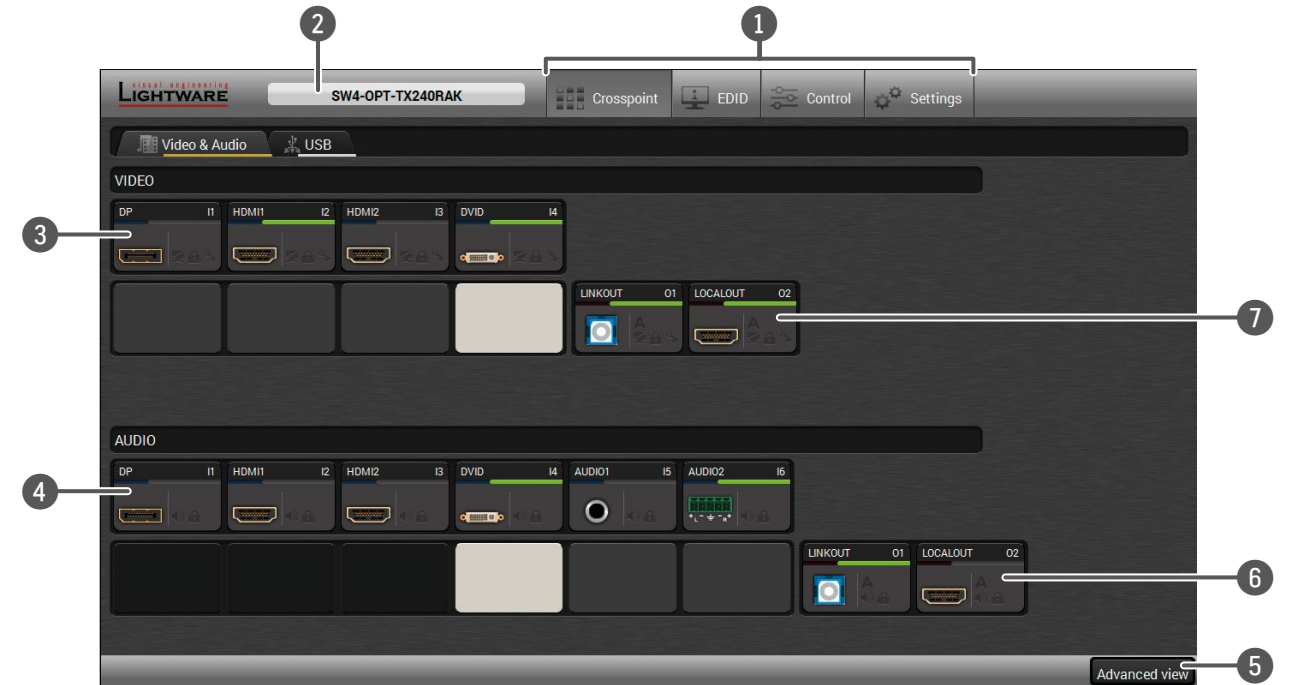 2 1
visual engineering
LIGHTWARE SW4-OPT-TX240RAK Crosspoint EDID Control Settings
Video & Audio USB
VIDEO
DP I1 HDMI1 I2 HDMI2 I3 DVID I4
3
LINKOUT O1 LOCALOUT O2
A A
7
AUDIO
DP I1 HDMI1 I2 HDMI2 I3 DVID I4 AUDIO1 I5 AUDIO2 I6
4
+ L - + R -
LINKOUT O1 LOCALOUT O2
A A
6
Advanced view
5